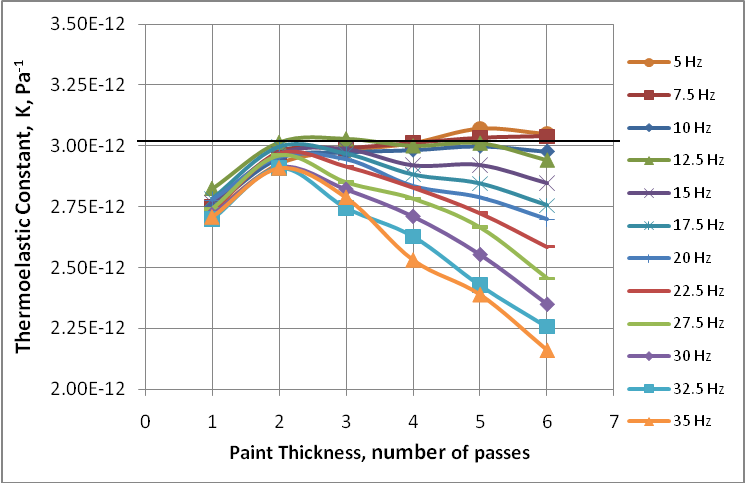 3.50E-12
3.25E-12
3.00E-12
2.75E-12
2.50E-12
2.25E-12
2.00E-12
Thermoelastic Constant, K, Pa⁻¹
0 1 2 3 4 5 6 7
Paint Thickness, number of passes
5 Hz
7.5 Hz
10 Hz
12.5 Hz
15 Hz
17.5 Hz
20 Hz
22.5 Hz
27.5 Hz
30 Hz
32.5 Hz
35 Hz